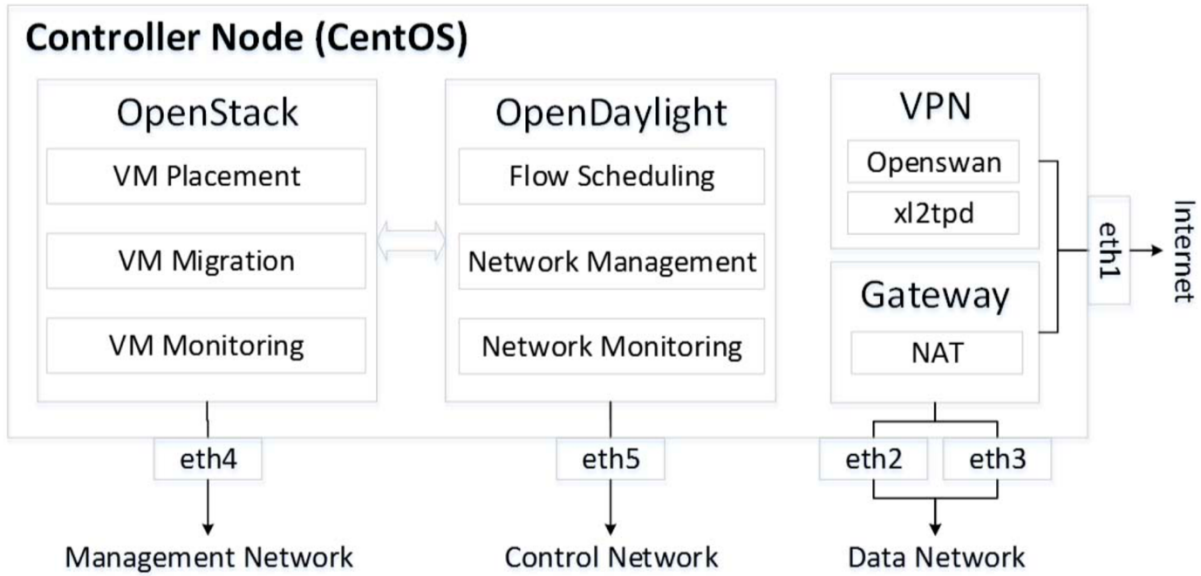 Controller Node (CentOS)
OpenStack
VM Placement
VM Migration
VM Monitoring
OpenDaylight
Flow Scheduling
Network Management
Network Monitoring
VPN
Openswan
xl2tpd
Gateway
NAT
eth1
Internet
eth4
eth5
eth2
eth3
Management Network
Control Network
Data Network